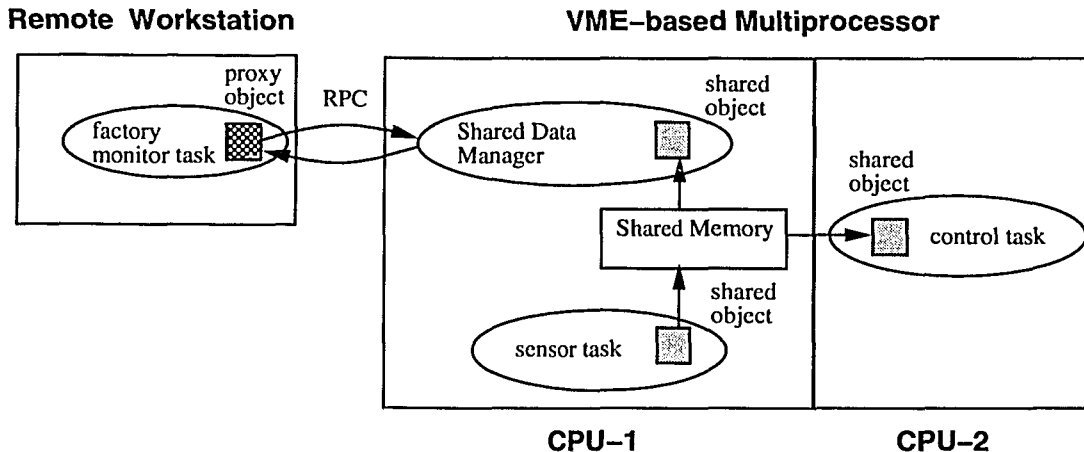 Remote Workstation
VME–based Multiprocessor
proxy
object
RPC
factory
monitor task
shared
object
Shared Data
Manager
shared
object
Shared Memory
control task
shared
object
sensor task
CPU–1
CPU–2